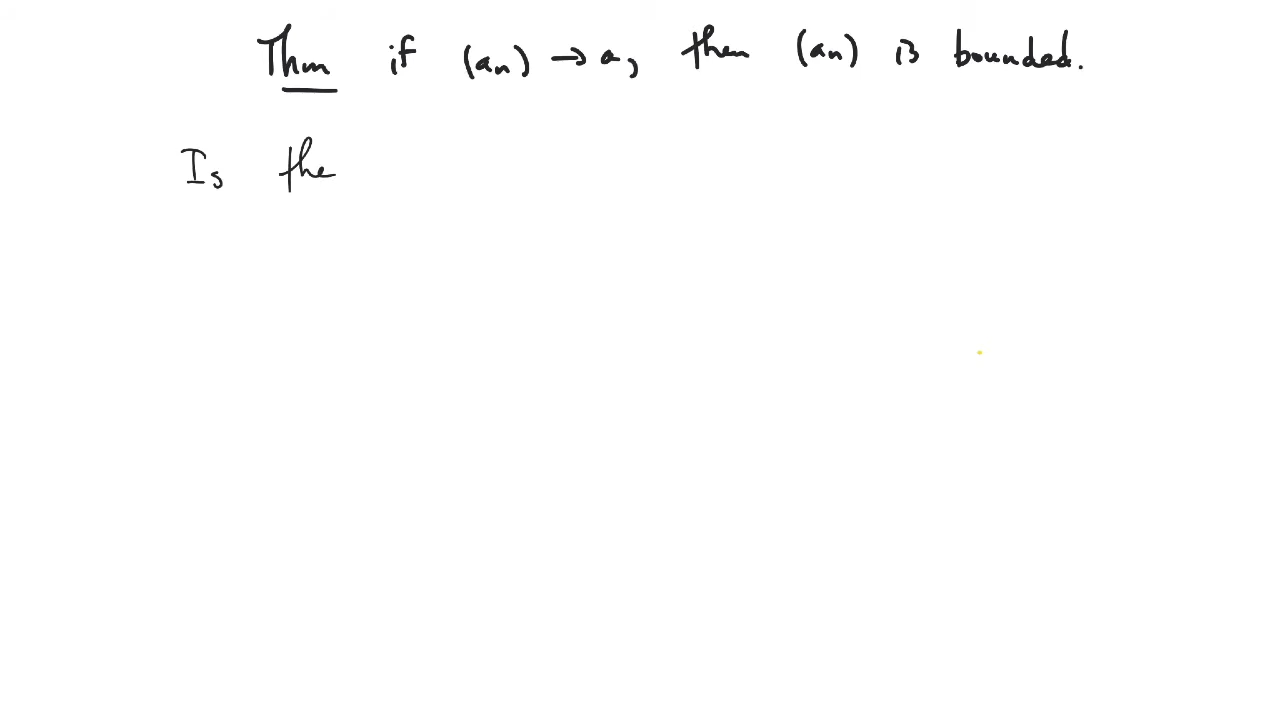 Thm if (an) → a, then (an) is bounded.
Is the